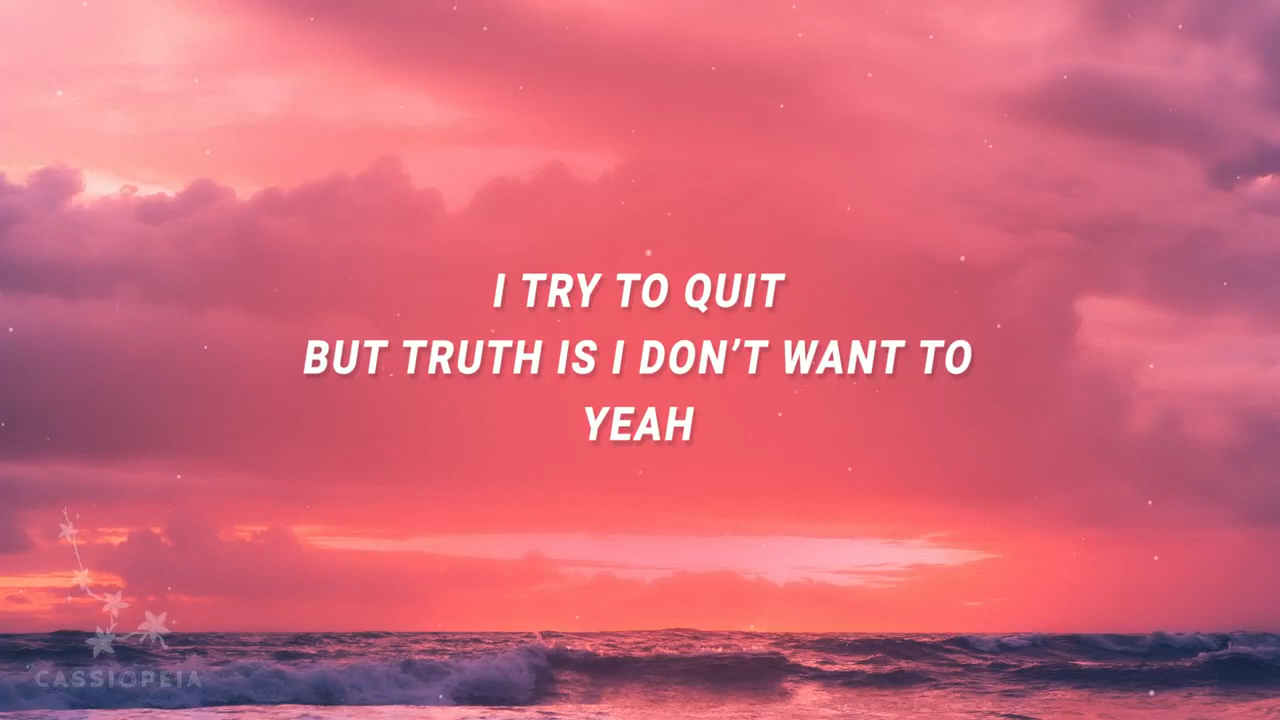 I TRY TO QUIT
BUT TRUTH IS I DON’T WANT TO
YEAH
CASSIOPEIA